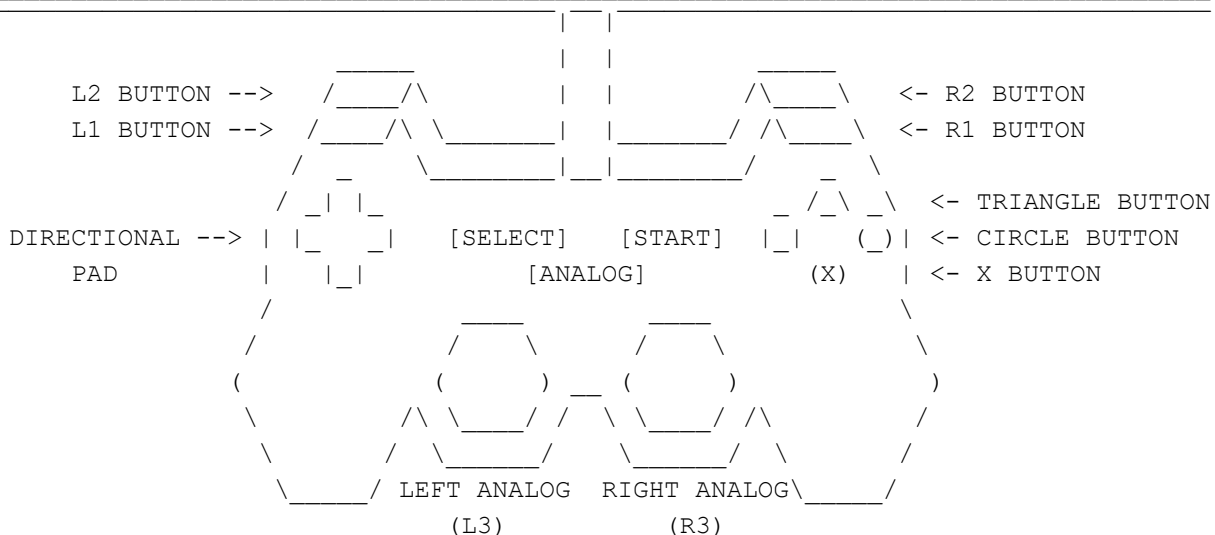 L2 BUTTON --> <- R2 BUTTON
L1 BUTTON --> <- R1 BUTTON
<- TRIANGLE BUTTON
DIRECTIONAL --> [SELECT] [START] <- CIRCLE BUTTON
PAD [ANALOG] (X) <- X BUTTON
LEFT ANALOG RIGHT ANALOG
(L3) (R3)